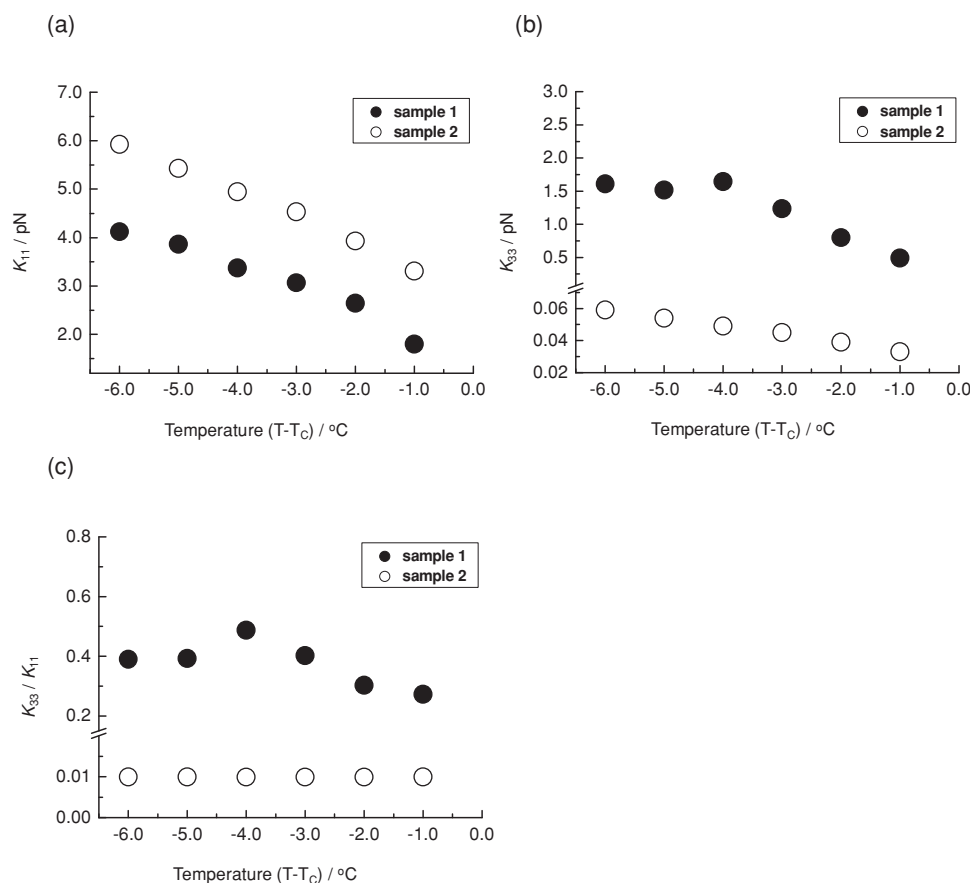 (a)
7.0
6.0
5.0
4.0
3.0
2.0
K11 / pN
-6.0 -5.0 -4.0 -3.0 -2.0 -1.0 0.0
Temperature (T-TC) / oC
sample 1
sample 2
(b)
3.0
2.5
2.0
1.5
1.0
0.5
0.06
0.04
0.02
K33 / pN
-6.0 -5.0 -4.0 -3.0 -2.0 -1.0 0.0
Temperature (T-TC) / oC
sample 1
sample 2
(c)
0.8
0.6
0.4
0.2
0.01
0.00
K33 / K11
-6.0 -5.0 -4.0 -3.0 -2.0 -1.0 0.0
Temperature (T-TC) / oC
sample 1
sample 2